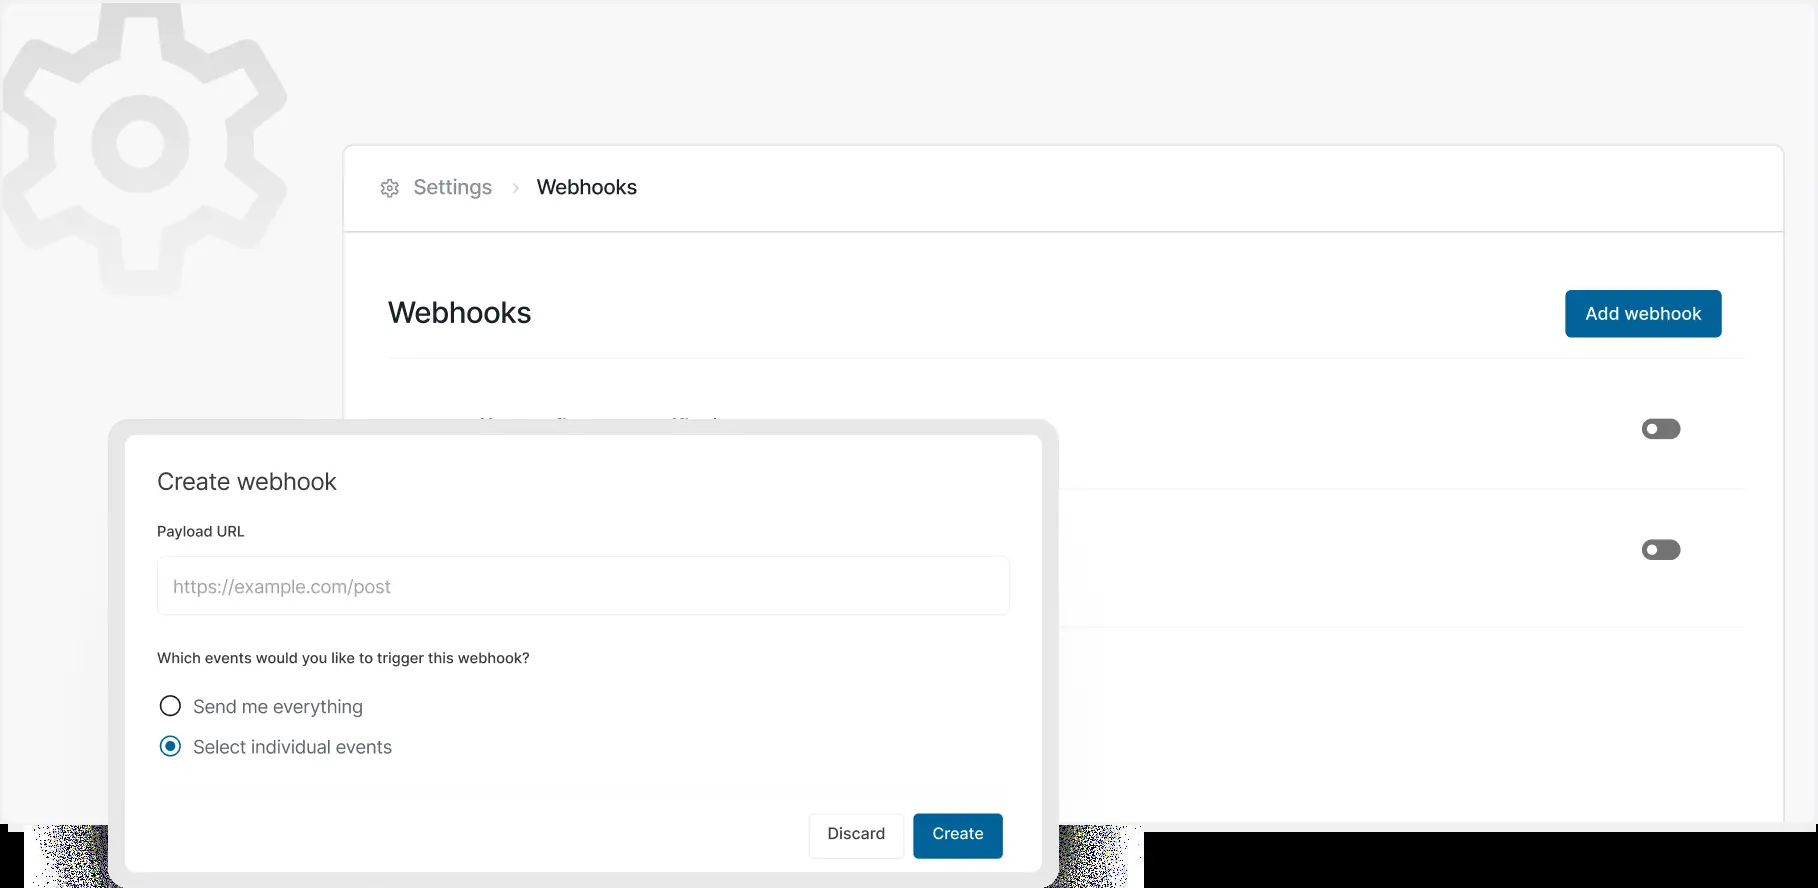 Settings > Webhooks
Webhooks
Add webhook
Create webhook
Payload URL
https://example.com/post
Which events would you like to trigger this webhook?
Send me everything
Select individual events
Discard
Create